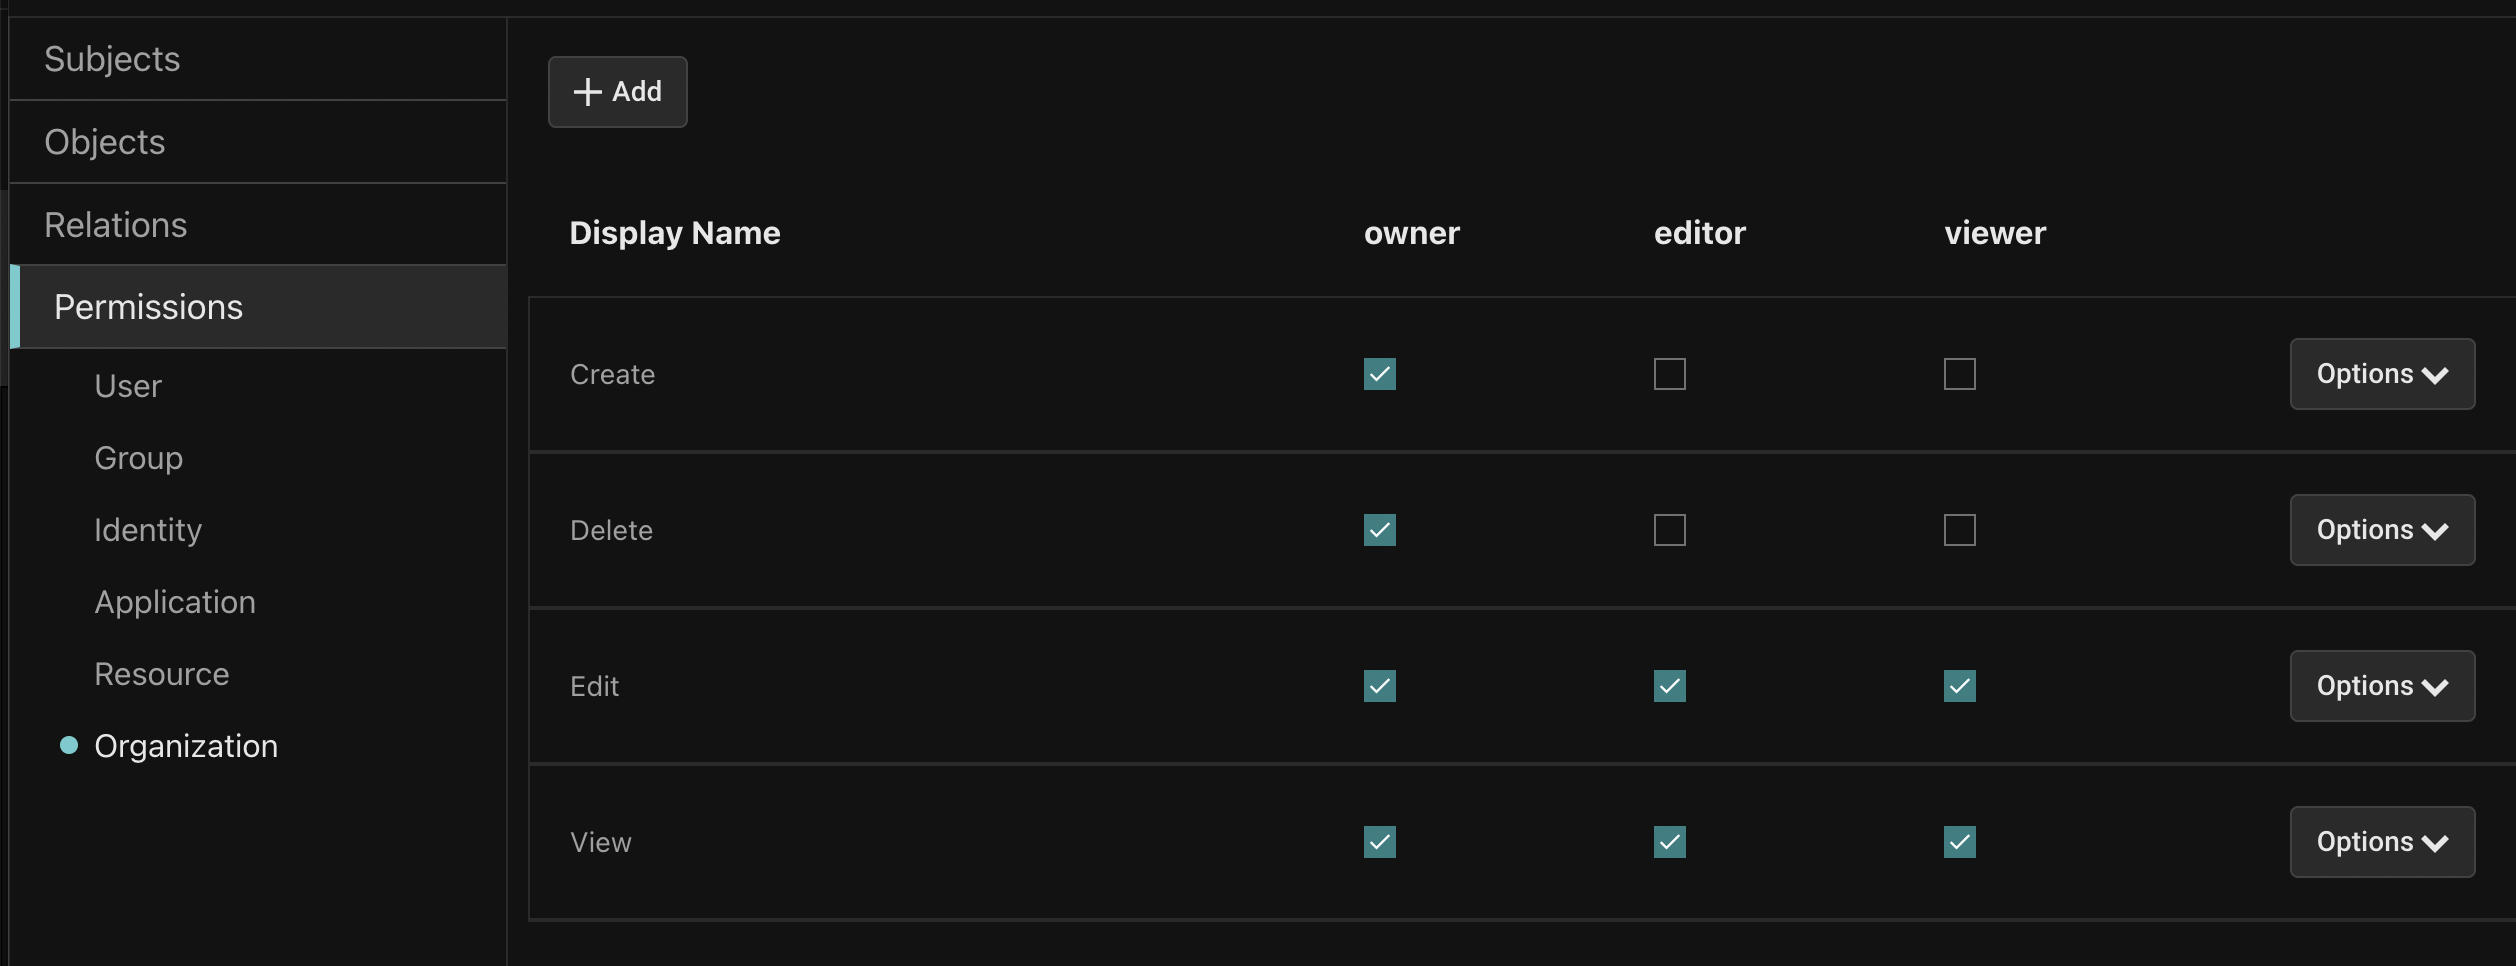 Subjects
Objects
Relations
Permissions
User
Group
Identity
Application
Resource
Organization
Add
Display Name owner editor viewer
Create Options
Delete Options
Edit Options
View Options